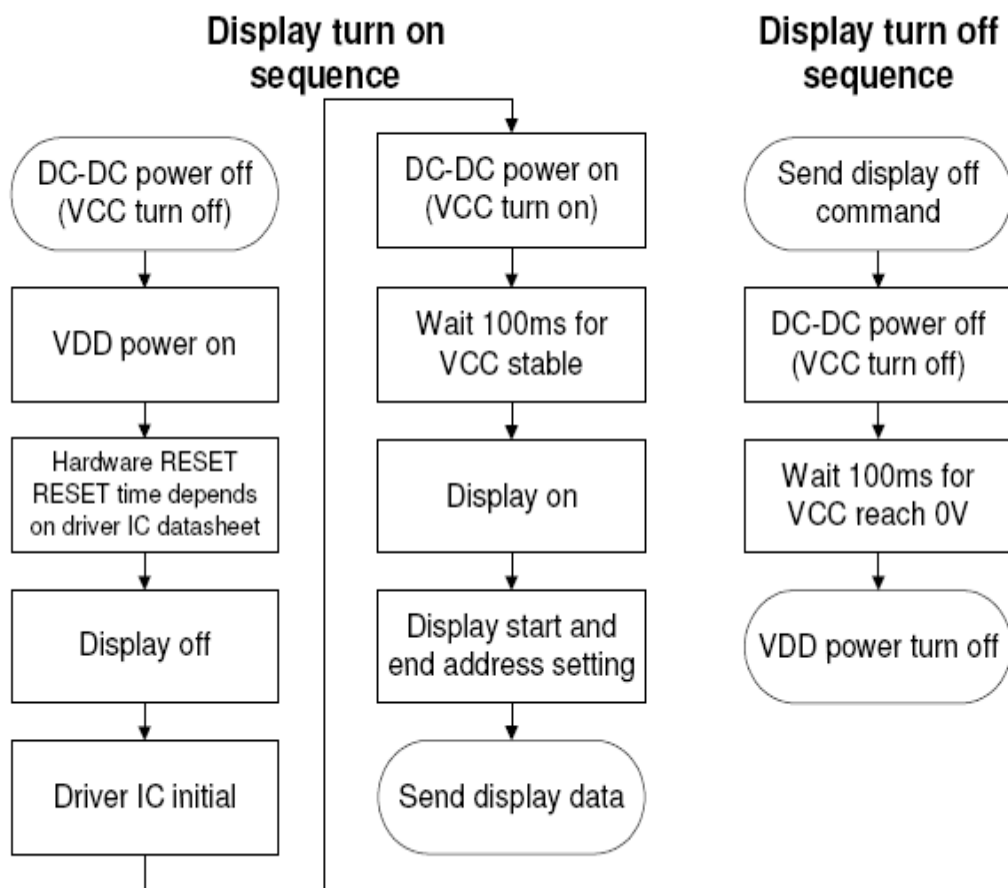 Display turn on
sequence
DC-DC power off
(VCC turn off)
VDD power on
Hardware RESET
RESET time depends
on driver IC datasheet
Display off
Driver IC initial
DC-DC power on
(VCC turn on)
Wait 100ms for
VCC stable
Display on
Display start and
end address setting
Send display data
Display turn off
sequence
Send display off
command
DC-DC power off
(VCC turn off)
Wait 100ms for
VCC reach 0V
VDD power turn off